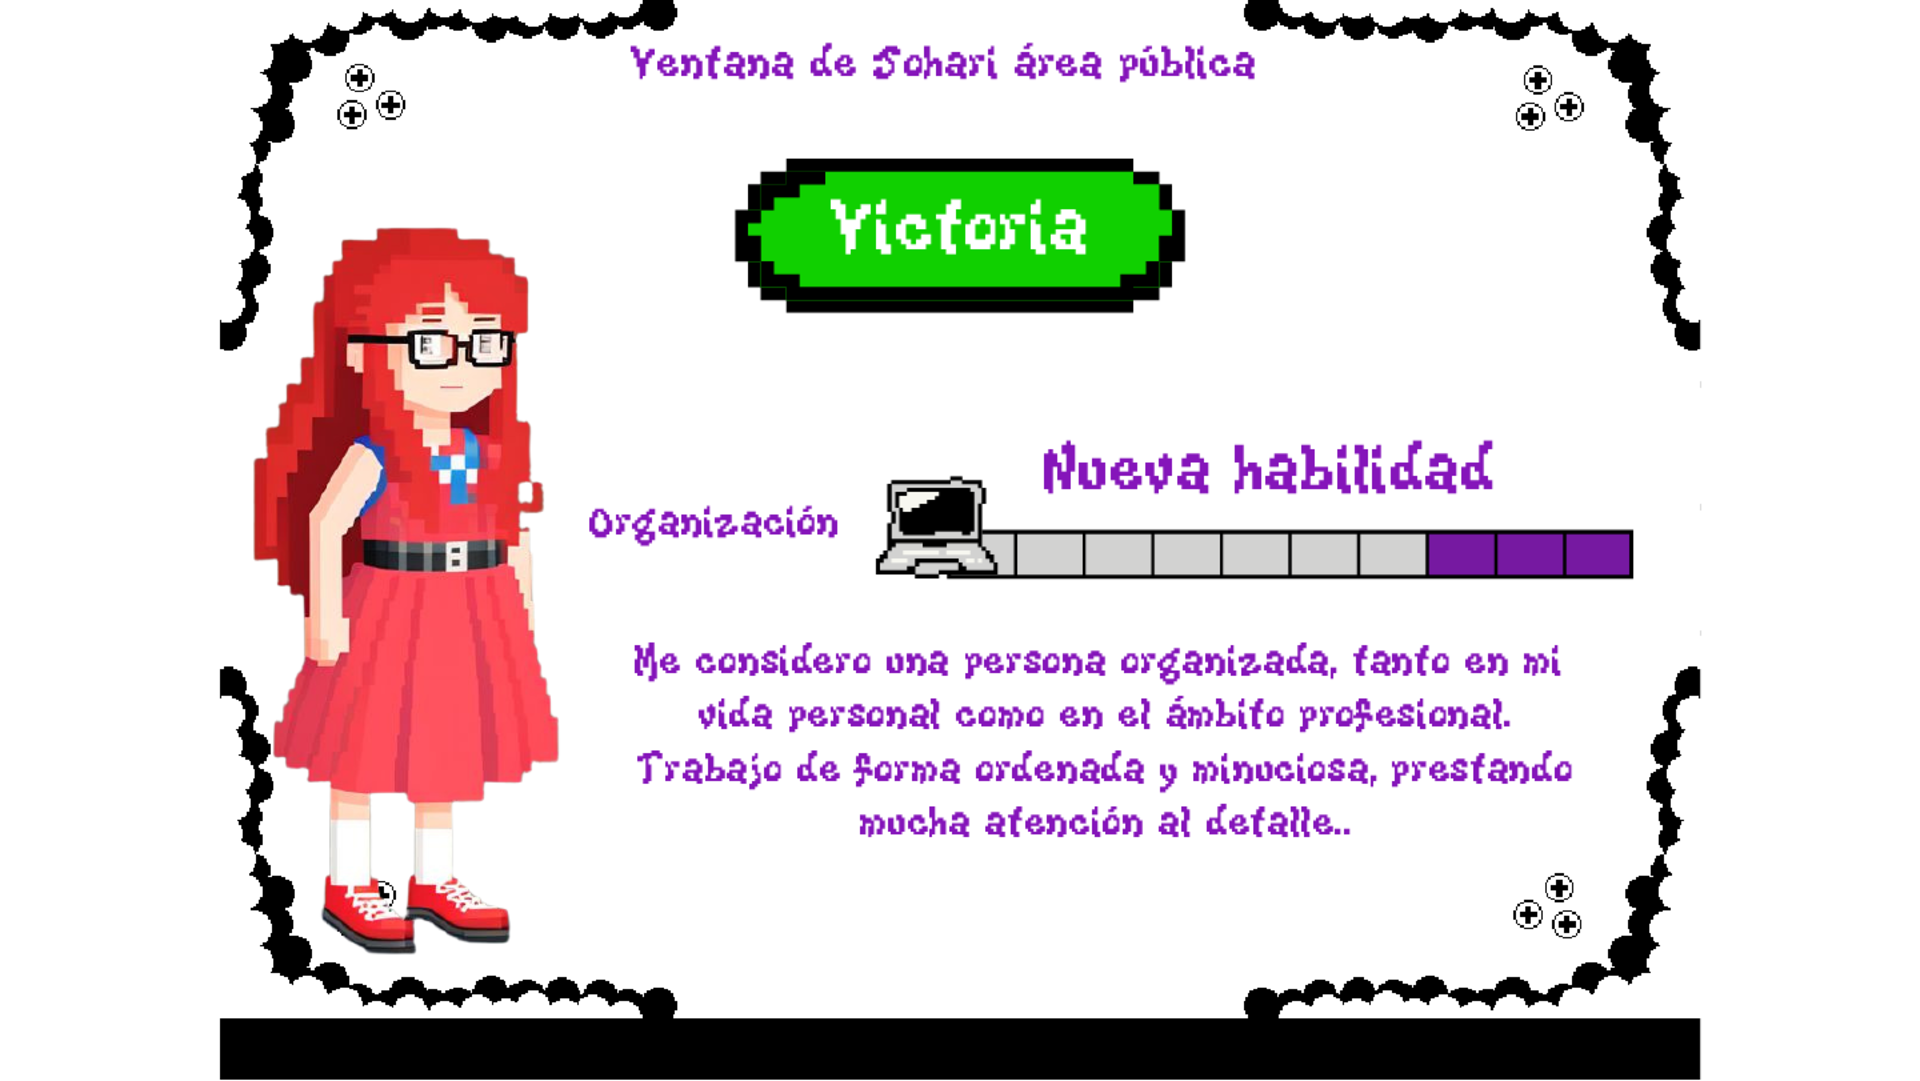 Ventana de Johari área pública
Victoria
Nueva habilidad
Organización
Me considero una persona organizada, tanto en mi
vida personal como en el ámbito profesional.
Trabajo de forma ordenada y minuciosa, prestando
mucha atención al detalle..